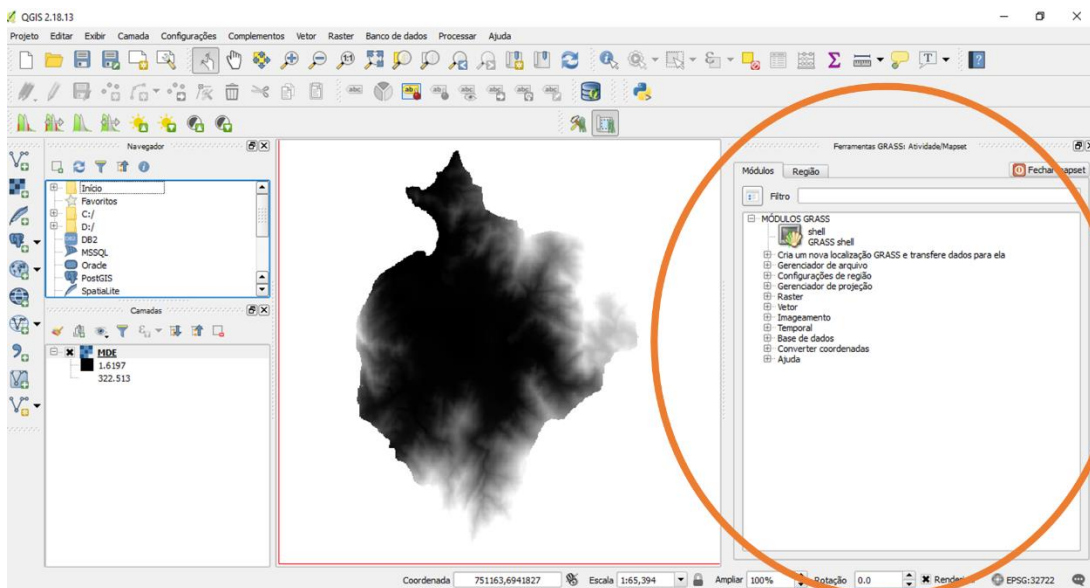 QGIS 2.18.13
Projeto Editar Exibir Camada Configurações Complementos Vetor Raster Banco de dados Processar Ajuda
Navegador
Início
Favoritos
C:/
D:/
DB2
MSSQL
Oracle
PostGIS
SpatiaLite
Camadas
MDE
1.6197
322.513
Ferramentas GRASS: Atividade/Mapset
Módulos Região Fechar mapset
Filtro
MÓDULOS GRASS
shell
GRASS shell
Cria um nova localização GRASS e transfere dados para ela
Gerenciador de arquivo
Configurações de região
Gerenciador de projeção
Raster
Vetor
Imageamento
Temporal
Base de dados
Converter coordenadas
Ajuda
Coordenada 751163,6941827 Escala 1:65,394 Ampliar 100% Rotação 0.0 EPSG:32722